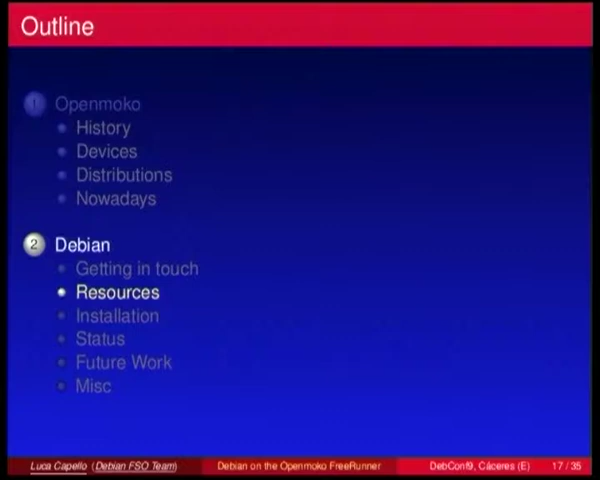 Outline
1 Openmoko
History
Devices
Distributions
Nowadays
2 Debian
Getting in touch
Resources
Installation
Status
Future Work
Misc
Luca Capello (Debian FSO Team) Debian on the Openmoko FreeRunner DebConf9, Cáceres (E) 17 / 35